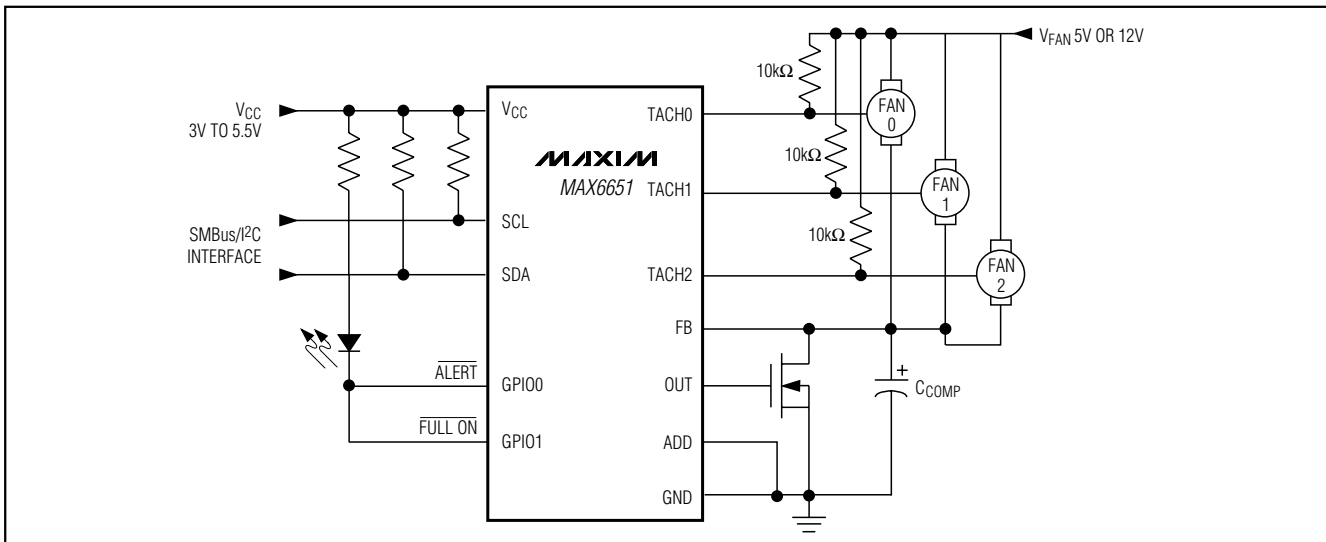 VFAN 5V OR 12V
10kΩ
FAN
0
VCC
3V TO 5.5V
VCC
TACH0
MAXIM
MAX6651
10kΩ
TACH1
FAN
1
SCL
SMBus/I2C
INTERFACE
10kΩ
SDA
TACH2
FAN
2
FB
ALERT
GPIO0
OUT
+
CCOMP
FULL ON
GPIO1
ADD
GND